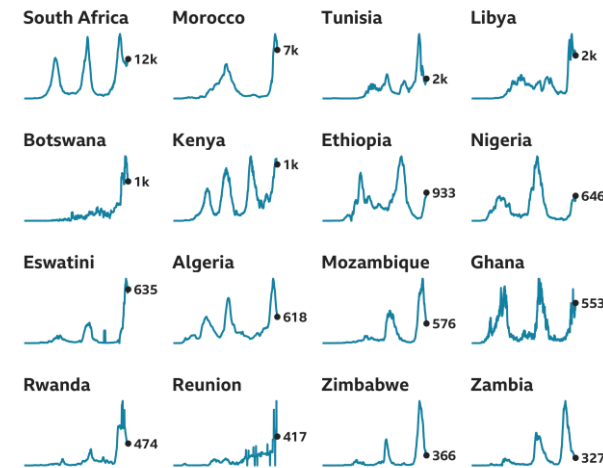 South Africa Morocco Tunisia Libya
12k 7k 2k 2k
Botswana Kenya Ethiopia Nigeria
1k 1k 933 646
Eswatini Algeria Mozambique Ghana
635 618 576 553
Rwanda Reunion Zimbabwe Zambia
474 417 366 327